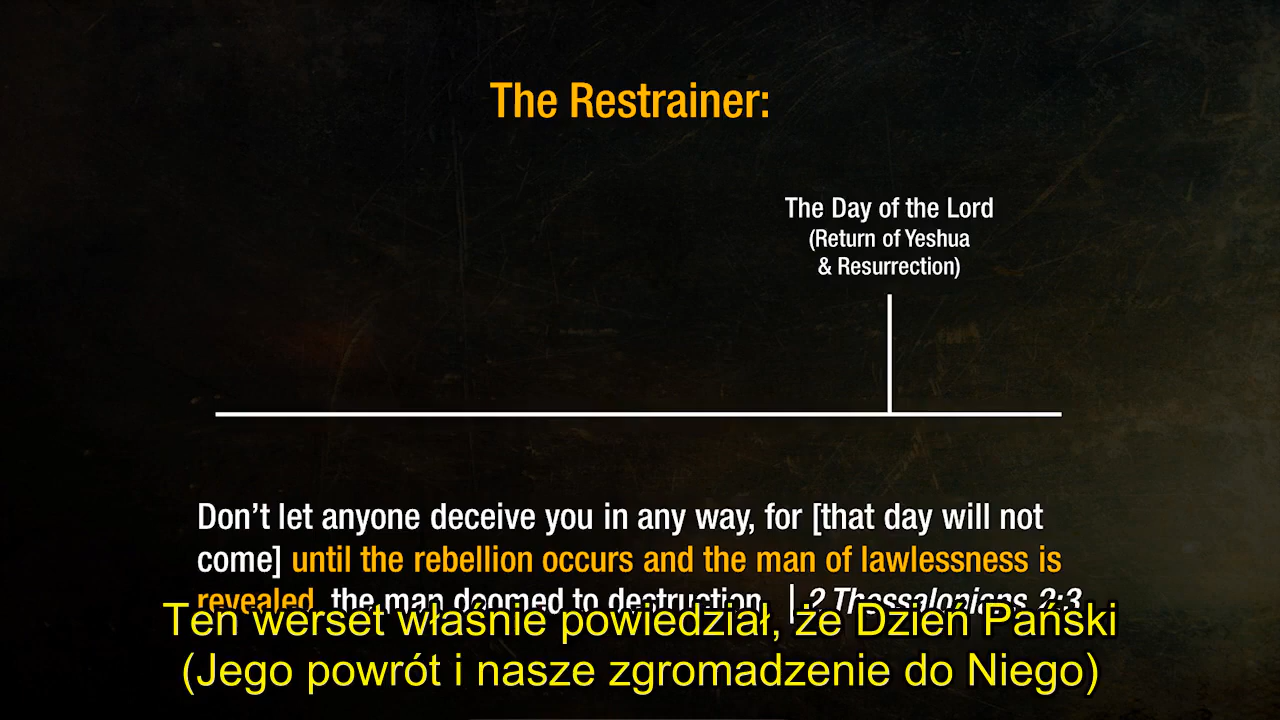 The Restrainer:
The Day of the Lord
(Return of Yeshua
& Resurrection)
Don’t let anyone deceive you in any way, for [that day will not
come] until the rebellion occurs and the man of lawlessness is
revealed, the man doomed to destruction. | 2 Thessalonians 2:3
Ten werset właśnie powiedział, że Dzień Pański
(Jego powrót i nasze zgromadzenie do Niego)